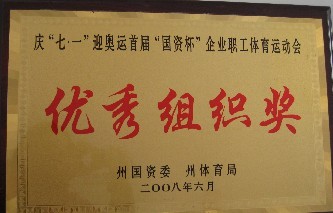 庆“七·一”迎奥运首届“国资杯”企业职工体育运动会
优秀组织奖
州国资委 州体育局
二〇〇八年六月